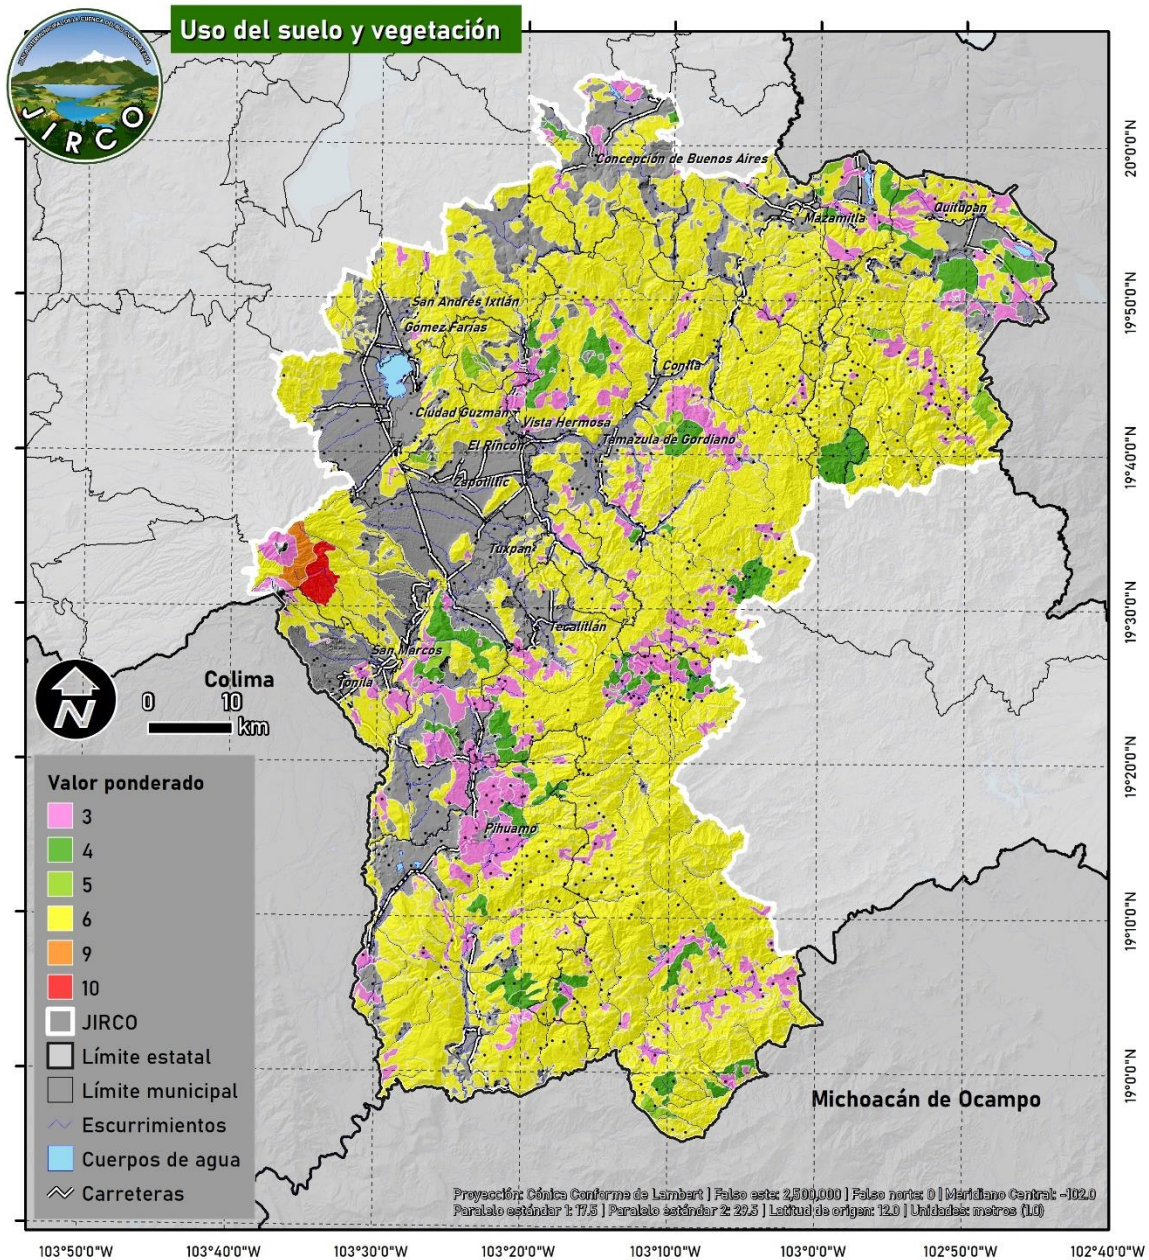 Uso del suelo y vegetación
JIRCO
20°0'0"N
19°50'0"N
19°40'0"N
19°30'0"N
19°20'0"N
19°10'0"N
19°0'0"N
Concepción de Buenos Aires
Mazamitla
Quitupan
San Andrés Ixtlán
Gómez Farías
Contla
Ciudad Guzmán
Vista Hermosa
El Rincón
Tamazula de Gordiano
Zapotiltic
Tuxpan
Tecalitlán
San Marcos
Tonila
Colima
Pihuamo
Michoacán de Ocampo
N
0 10
km
Valor ponderado
3
4
5
6
9
10
JIRCO
Límite estatal
Límite municipal
Escurrimientos
Cuerpos de agua
Carreteras
Proyección: Cónica Conforme de Lambert | Falso este: 2,500,000 | Falso norte: 0 | Meridiano Central: -102.0
Paralelo estándar 1: 17.5 | Paralelo estándar 2: 29.5 | Latitud de origen: 12.0 | Unidades: metros (1.0)
103°50'0"W 103°40'0"W 103°30'0"W 103°20'0"W 103°10'0"W 103°0'0"W 102°50'0"W 102°40'0"W